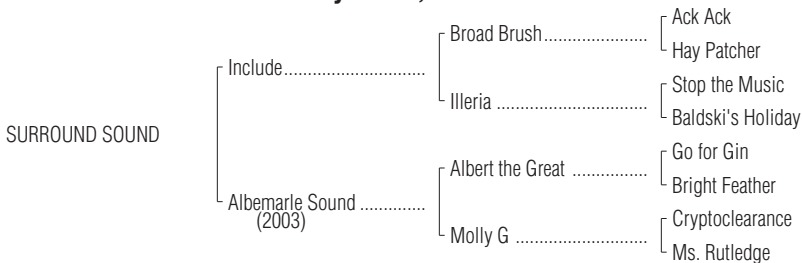 Broad Brush......................
Ack Ack
Hay Patcher
Include..............................
Illeria ................................
Stop the Music
Baldski's Holiday
SURROUND SOUND
Albert the Great ................
Go for Gin
Bright Feather
Albemarle Sound ..............
(2003)
Molly G ............................
Cryptoclearance
Ms. Rutledge